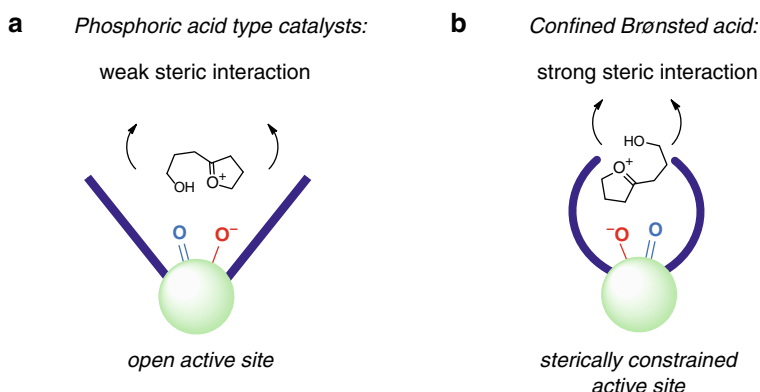 a
Phosphoric acid type catalysts:
weak steric interaction
OH
O+
O
O−
open active site
b
Confined Brønsted acid:
strong steric interaction
HO
O+
−O
O
sterically constrained
active site